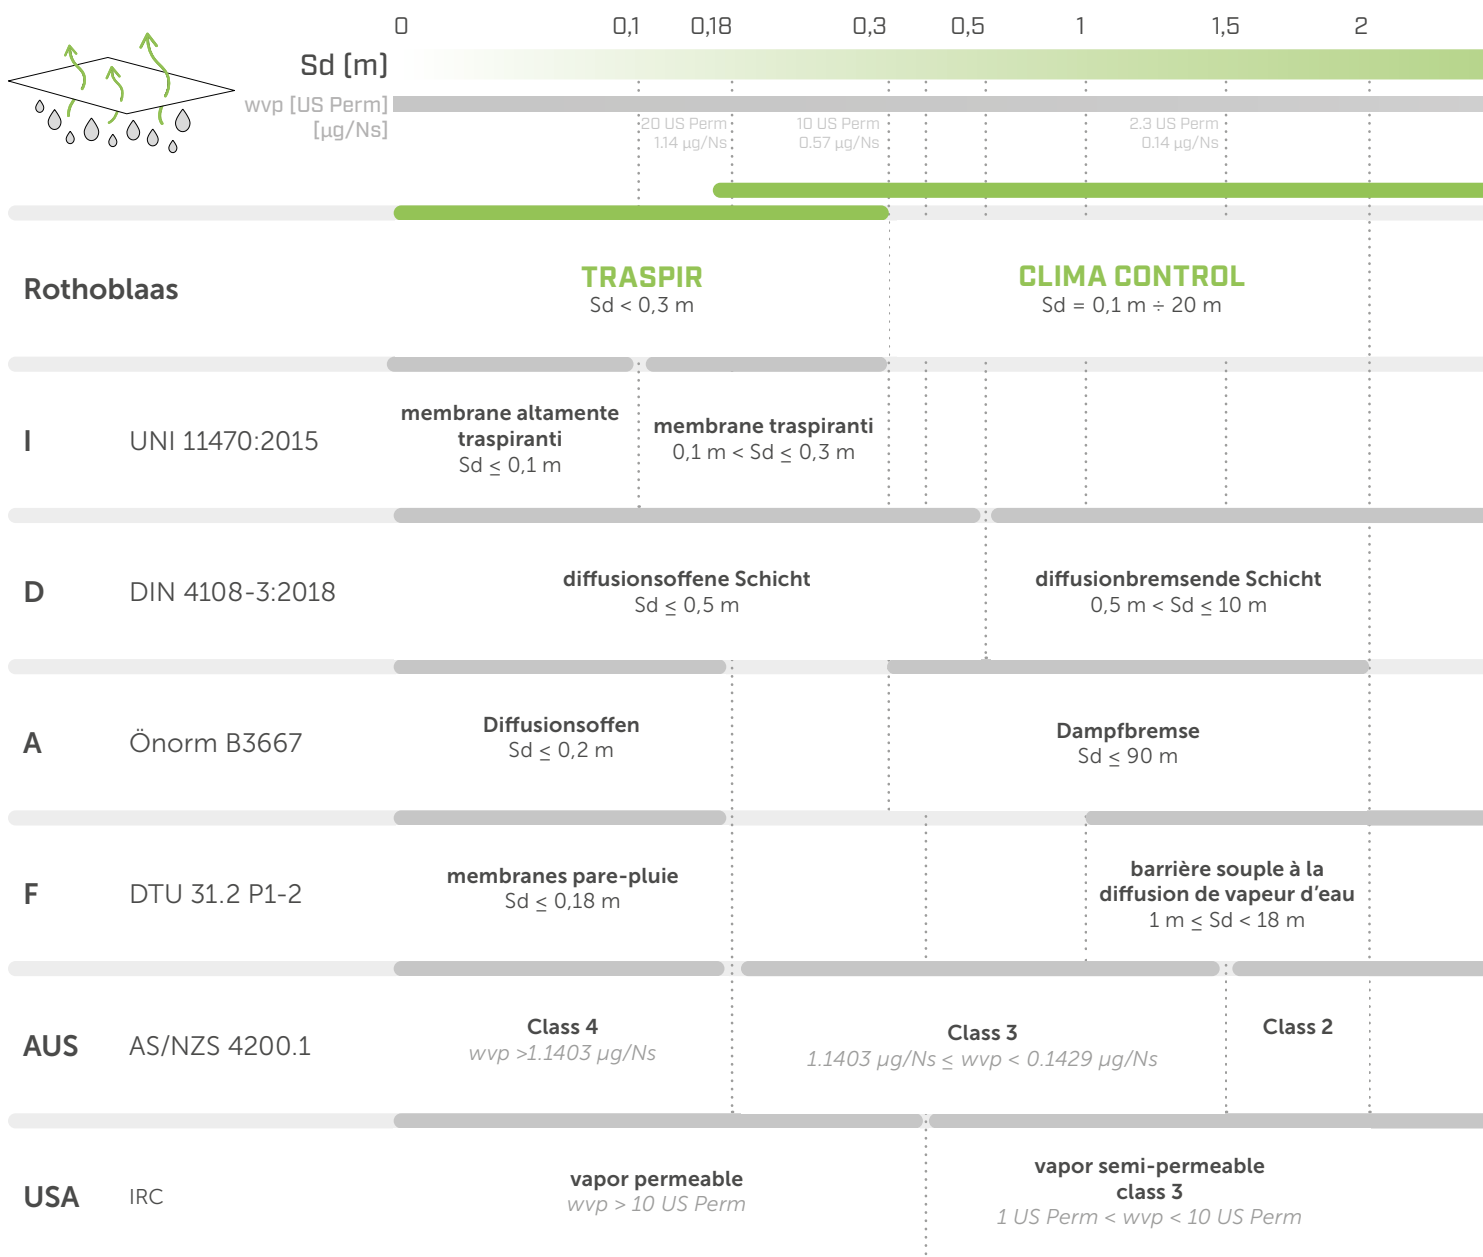 0 0,1 0,18 0,3 0,5 1 1,5 2
Sd [m]
wvp [US Perm]
[µg/Ns]
20 US Perm 10 US Perm 2.3 US Perm
1.14 µg/Ns 0.57 µg/Ns 0.14 µg/Ns
Rothoblaas
TRASPIR
Sd < 0,3 m
CLIMA CONTROL
Sd = 0,1 m ÷ 20 m
I UNI 11470:2015
membrane altamente
traspiranti
Sd ≤ 0,1 m
membrane traspiranti
0,1 m < Sd ≤ 0,3 m
D DIN 4108-3:2018
diffusionsoffene Schicht
Sd ≤ 0,5 m
diffusionbremsende Schicht
0,5 m < Sd ≤ 10 m
A Önorm B3667
Diffusionsoffen
Sd ≤ 0,2 m
Dampfbremse
Sd ≤ 90 m
F DTU 31.2 P1-2
membranes pare-pluie
Sd ≤ 0,18 m
barrière souple à la
diffusion de vapeur d’eau
1 m ≤ Sd < 18 m
AUS AS/NZS 4200.1
Class 4
wvp >1.1403 µg/Ns
Class 3
1.1403 µg/Ns ≤ wvp < 0.1429 µg/Ns
Class 2
USA IRC
vapor permeable
wvp > 10 US Perm
vapor semi-permeable
class 3
1 US Perm < wvp < 10 US Perm